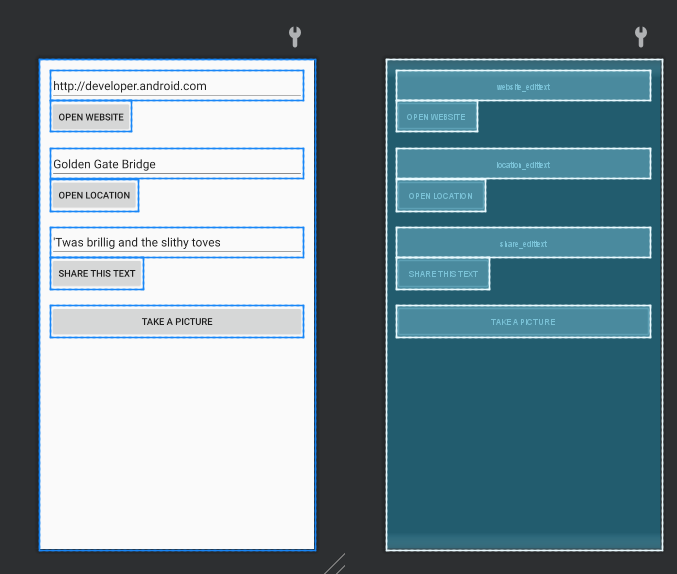 http://developer.android.com
OPEN WEBSITE
Golden Gate Bridge
OPEN LOCATION
'Twas brillig and the slithy toves
SHARE THIS TEXT
TAKE A PICTURE
website_edittext
OPEN WEBSITE
location_edittext
OPEN LOCATION
share_edittext
SHARE THIS TEXT
TAKE A PICTURE